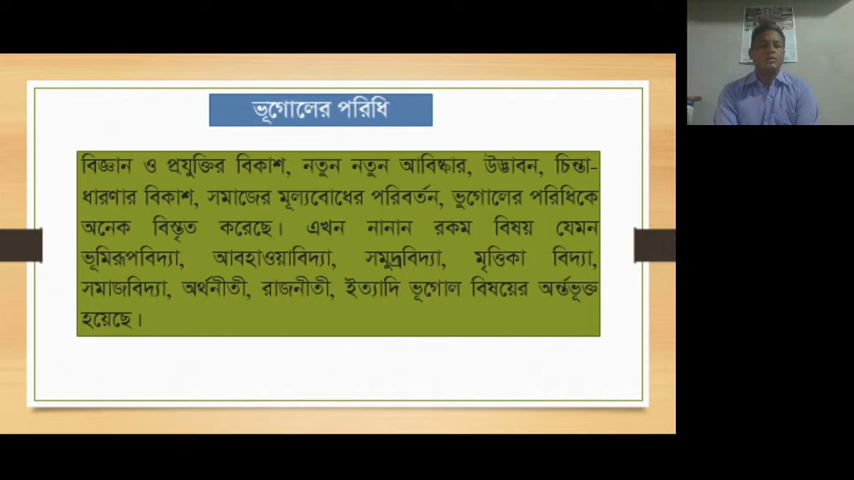 ভূগোলের পরিধি
বিজ্ঞান ও প্রযুক্তির বিকাশ, নতুন নতুন আবিষ্কার, উদ্ভাবন, চিন্তা-
ধারণার বিকাশ, সমাজের মূল্যবোধের পরিবর্তন, ভুগোলের পরিধিকে
অনেক বিস্তৃত করেছে। এখন নানান রকম বিষয় যেমন
ভূমিরূপবিদ্যা, আবহাওয়াবিদ্যা, সমুদ্রবিদ্যা, মৃত্তিকা বিদ্যা,
সমাজবিদ্যা, অর্থনীতী, রাজনীতী, ইত্যাদি ভূগোল বিষয়ের অর্ন্তভূক্ত
হয়েছে।